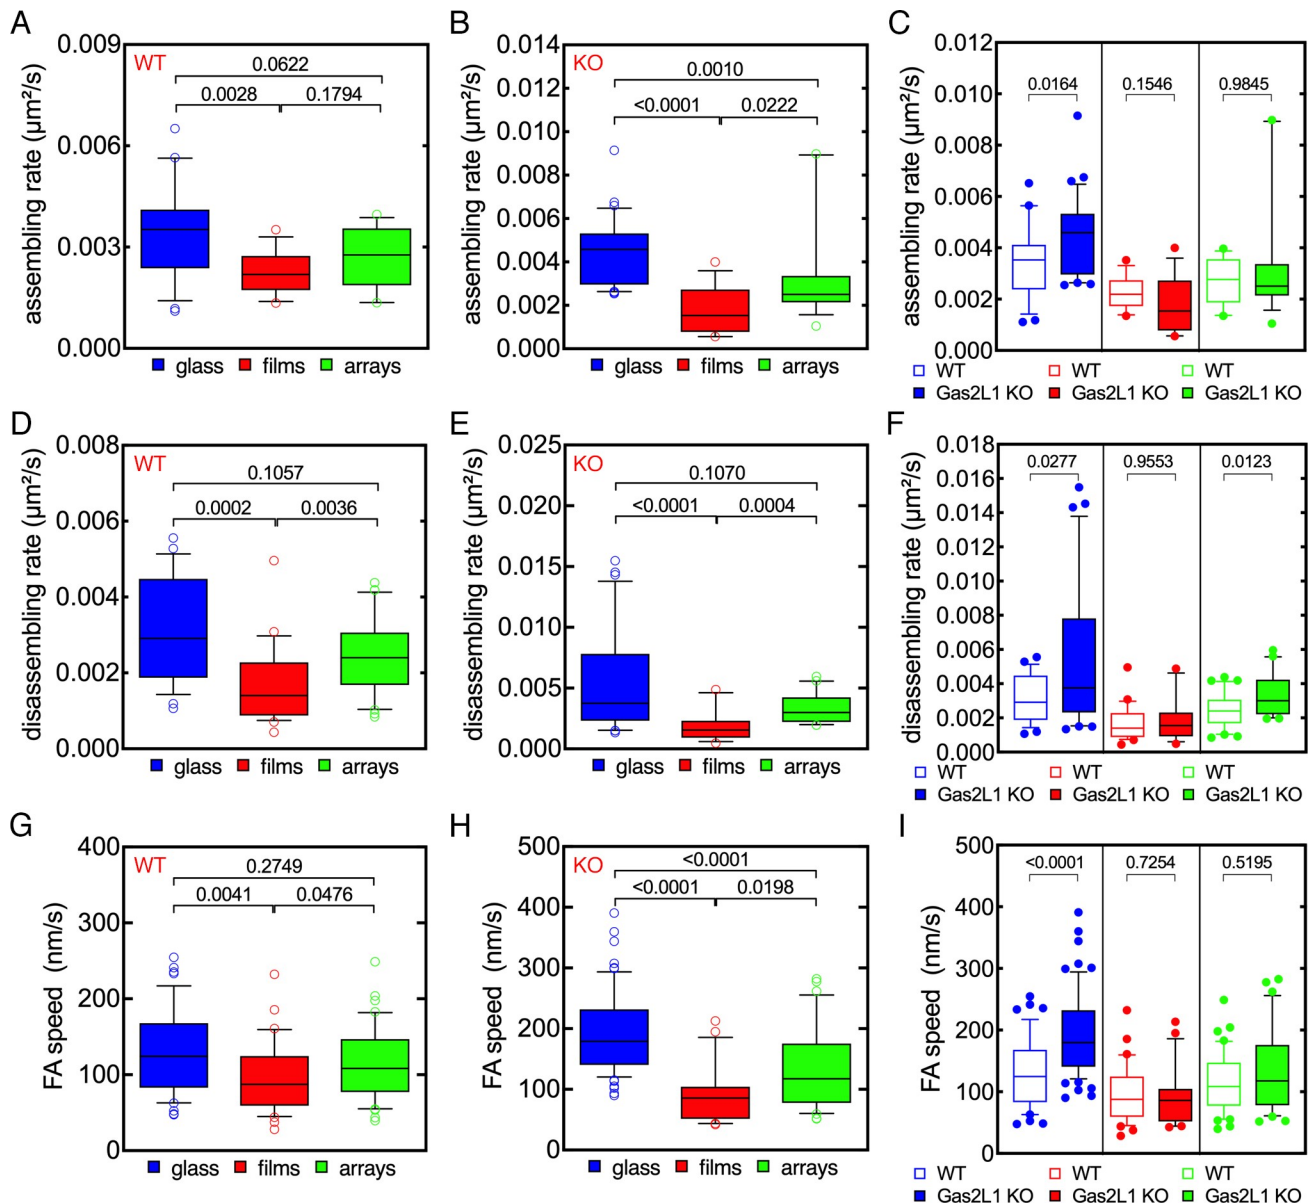 A
assembling rate (µm²/s)
WT
0.009
0.006
0.003
0.000
0.0622
0.0028
0.1794
glass films arrays
B
assembling rate (µm²/s)
KO
0.014
0.012
0.010
0.008
0.006
0.004
0.002
0.000
0.0010
<0.0001
0.0222
glass films arrays
C
assembling rate (µm²/s)
0.012
0.010
0.008
0.006
0.004
0.002
0.000
0.0164
0.1546
0.9845
WT WT WT
Gas2L1 KO Gas2L1 KO Gas2L1 KO
D
disassembling rate (µm²/s)
WT
0.008
0.006
0.004
0.002
0.000
0.1057
0.0002
0.0036
glass films arrays
E
disassembling rate (µm²/s)
KO
0.025
0.020
0.015
0.010
0.005
0.000
0.1070
<0.0001
0.0004
glass films arrays
F
disassembling rate (µm²/s)
0.018
0.016
0.014
0.012
0.010
0.008
0.006
0.004
0.002
0.000
0.0277
0.9553
0.0123
WT WT WT
Gas2L1 KO Gas2L1 KO Gas2L1 KO
G
FA speed (nm/s)
WT
400
300
200
100
0
0.2749
0.0041
0.0476
glass films arrays
H
FA speed (nm/s)
KO
500
400
300
200
100
0
<0.0001
<0.0001
0.0198
glass films arrays
I
FA speed (nm/s)
500
400
300
200
100
0
<0.0001
0.7254
0.5195
WT WT WT
Gas2L1 KO Gas2L1 KO Gas2L1 KO